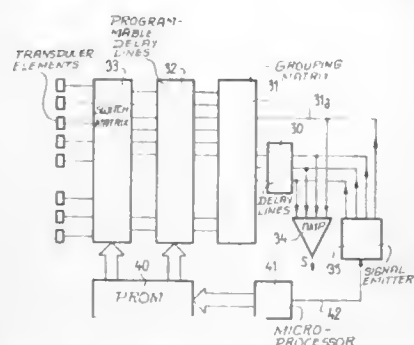 PROGRAM-
MABLE
DELAY
LINES
TRANSDULER
ELEMENTS
33
32
31
GROUPING
MATRIX
31a
30
SWITCH
MATRIX
DELAY
LINES
AMP
34
S
35
SIGNAL
EMITTER
40
PROM
41
42
MICRO-
PROCESSOR